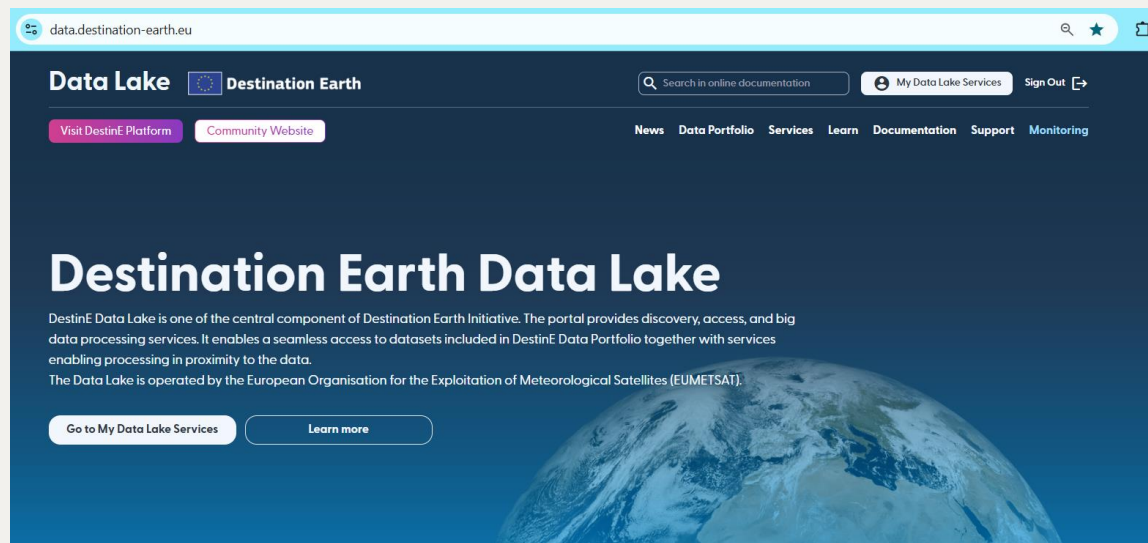 data.destination-earth.eu
Data Lake Destination Earth
Search in online documentation
My Data Lake Services
Sign Out
Visit DestinE Platform
Community Website
News Data Portfolio Services Learn Documentation Support Monitoring
Destination Earth Data Lake
DestinE Data Lake is one of the central component of Destination Earth Initiative. The portal provides discovery, access, and big
data processing services. It enables a seamless access to datasets included in DestinE Data Portfolio together with services
enabling processing in proximity to the data.
The Data Lake is operated by the European Organisation for the Exploitation of Meteorological Satellites (EUMETSAT).
Go to My Data Lake Services
Learn more